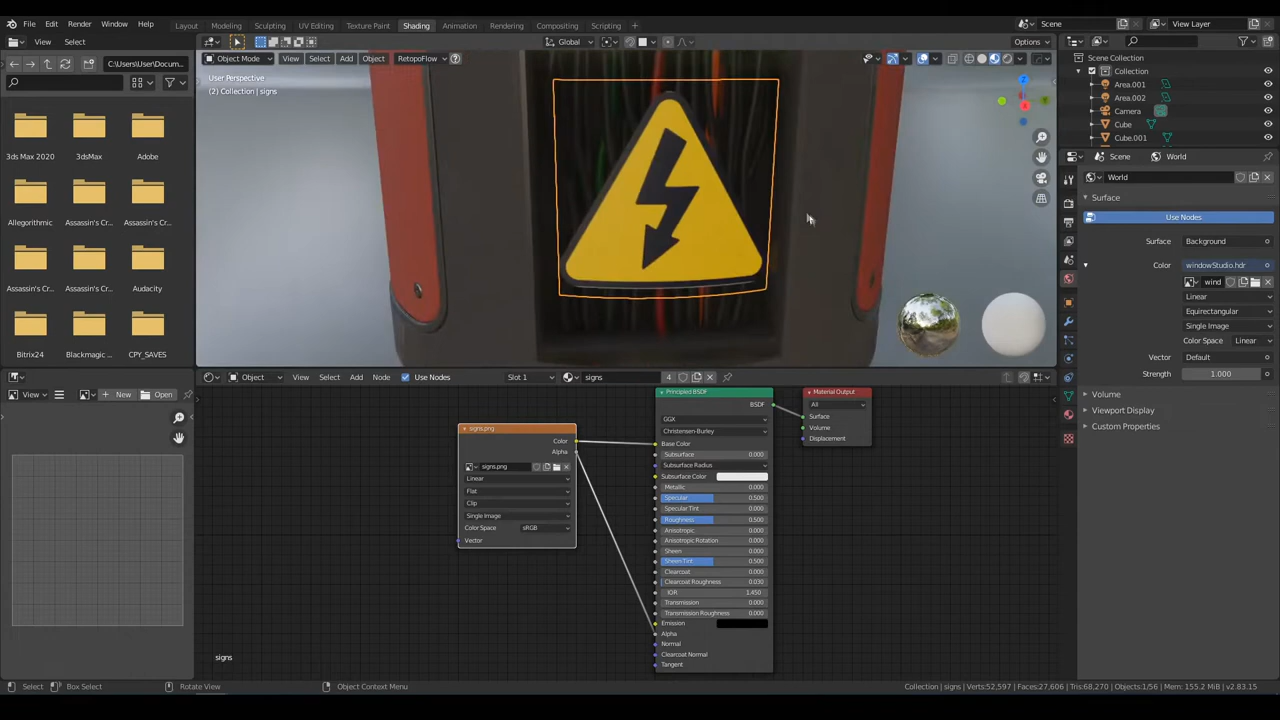 File Edit Render Window Help Layout Modeling Sculpting UV Editing Texture Paint Shading Animation Rendering Compositing Scripting + Scene View Layer
View Select Global Options
C:\Users\User\Docum... Object Mode View Select Add Object RetopoFlow
User Perspective
(2) Collection | signs
Scene Collection
Collection
Area.001
Area.002
Camera
Cube
Cube.001
3ds Max 2020 3dsMax Adobe
Allegorithmic Assassin's Cr... Assassin's Cr...
Assassin's Cr... Assassin's Cr... Audacity
Bitrix24 Blackmagic ... CPY_SAVES
Scene World
World
Surface
Use Nodes
Surface Background
Color windowStudio.hdr
wind
Linear
Equirectangular
Single Image
Color Space Linear
Vector Default
Strength 1.000
Volume
Viewport Display
Custom Properties
Object View Select Add Node Use Nodes Slot 1 signs 4
View New Open
signs.png
Color
Alpha
signs.png
Linear
Flat
Clip
Single Image
Color Space sRGB
Vector
Principled BSDF
BSDF
GGX
Christensen-Burley
Base Color
Subsurface 0.000
Subsurface Radius
Subsurface Color
Metallic 0.000
Specular 0.500
Specular Tint 0.000
Roughness 0.500
Anisotropic 0.000
Anisotropic Rotation 0.000
Sheen 0.000
Sheen Tint 0.500
Clearcoat 0.000
Clearcoat Roughness 0.030
IOR 1.450
Transmission 0.000
Transmission Roughness 0.000
Emission
Alpha
Normal
Clearcoat Normal
Tangent
Material Output
All
Surface
Volume
Displacement
signs
Select Box Select Rotate View Object Context Menu Collection | signs | Verts:52,597 | Faces:27,606 | Tris:68,270 | Objects:1/56 | Mem: 155.2 MiB | v2.83.15